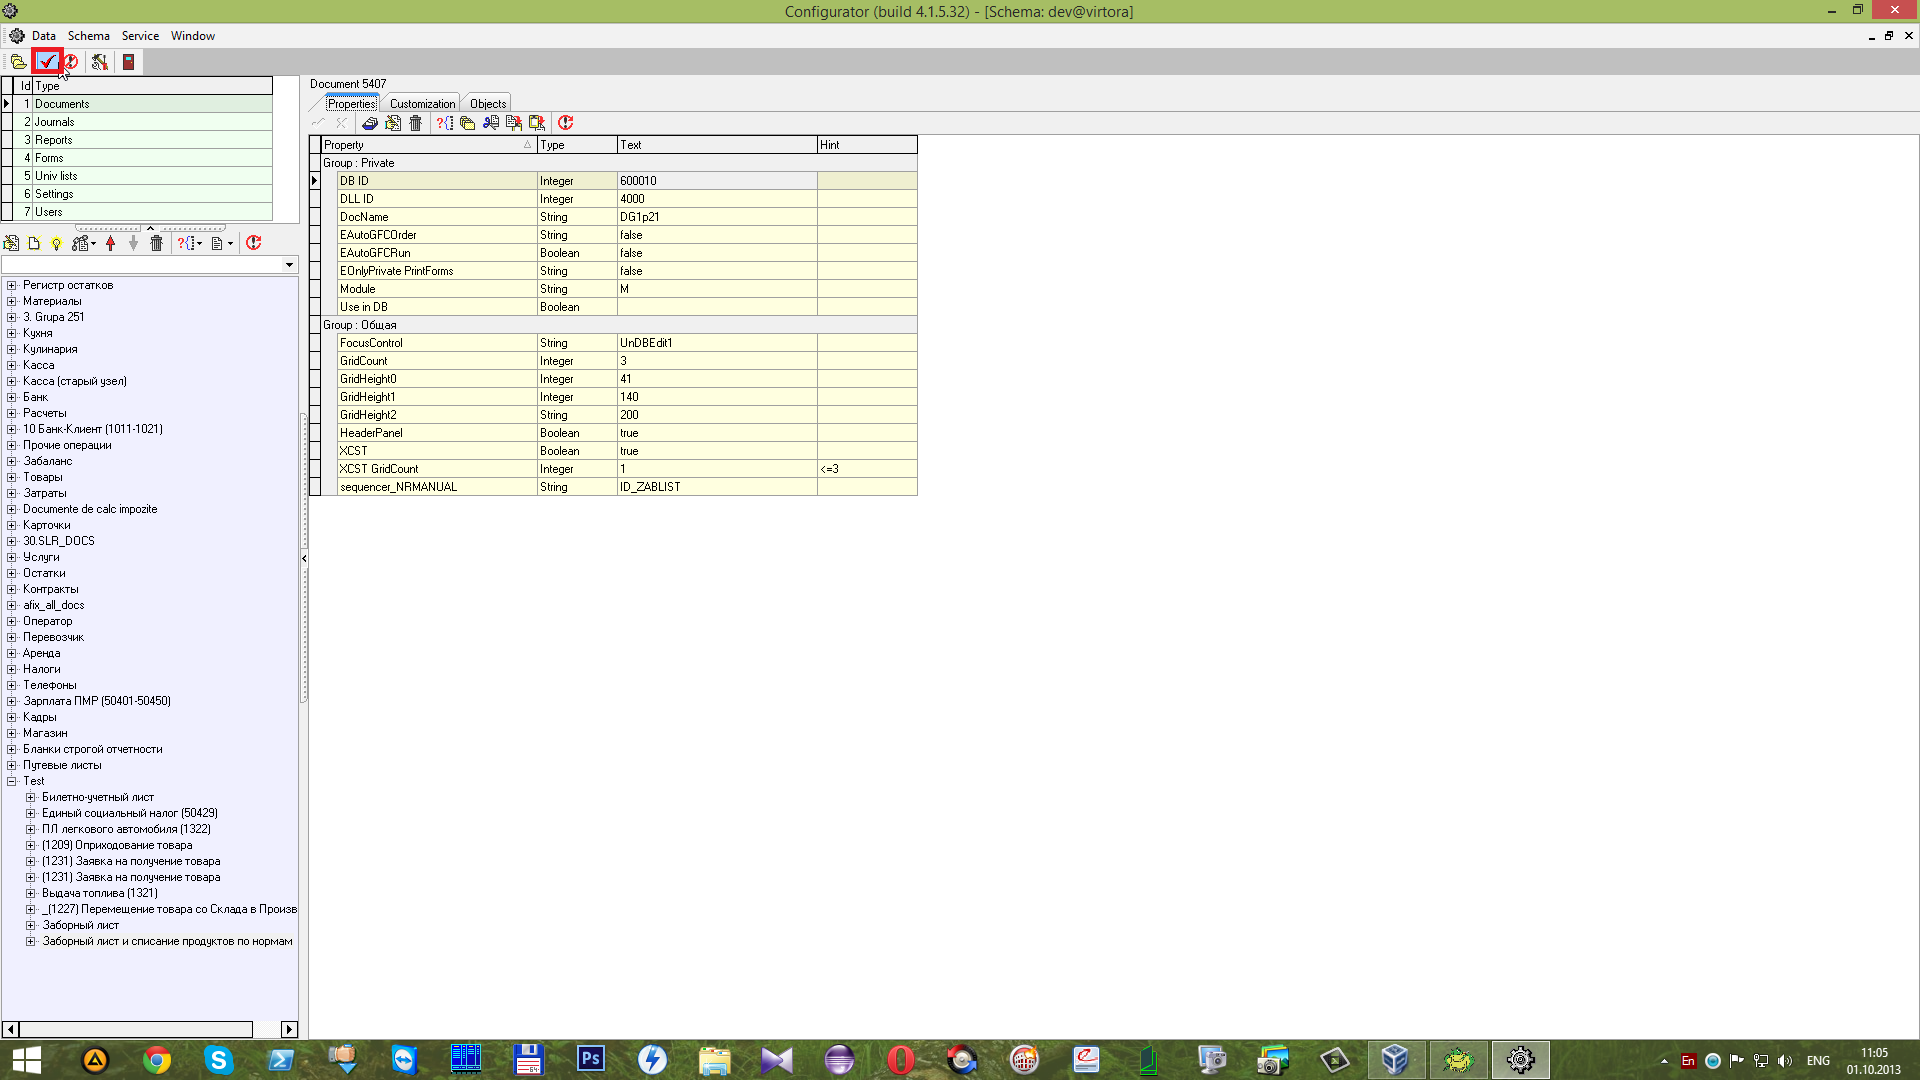 Configurator (build 4.1.5.32) - [Schema: dev@virtora]
Data Schema Service Window
Id Type
1 Documents
2 Journals
3 Reports
4 Forms
5 Univ lists
6 Settings
7 Users
Регистр остатков
Материалы
3. Grupa 251
Кухня
Кулинария
Касса
Касса (старый узел)
Банк
Расчеты
10 Банк-Клиент (1011-1021)
Прочие операции
Забаланс
Товары
Затраты
Documente de calc impozite
Карточки
30.SLR_DOCS
Услуги
Остатки
Контракты
afix_all_docs
Оператор
Перевозчик
Аренда
Налоги
Телефоны
Зарплата ПМР (50401-50450)
Кадры
Магазин
Бланки строгой отчетности
Путевые листы
Test
Билетно-учетный лист
Единый социальный налог (50429)
ПЛ легкового автомобиля (1322)
(1209) Оприходование товара
(1231) Заявка на получение товара
(1231) Заявка на получение товара
Выдача топлива (1321)
_(1227) Перемещение товара со Склада в Произв
Заборный лист
Заборный лист и списание продуктов по нормам
Document 5407
Properties Customization Objects
Property Type Text Hint
Group : Private
DB ID Integer 600010
DLL ID Integer 4000
DocName String DG1p21
EAutoGFCOrder String false
EAutoGFCRun Boolean false
EOnlyPrivate PrintForms String false
Module String M
Use in DB Boolean
Group : Общая
FocusControl String UnDBEdit1
GridCount Integer 3
GridHeight0 Integer 41
GridHeight1 Integer 140
GridHeight2 String 200
HeaderPanel Boolean true
XCST Boolean true
XCST GridCount Integer 1 <=3
sequencer_NRMANUAL String ID_ZABLIST
Ps
En
ENG
11:05
01.10.2013